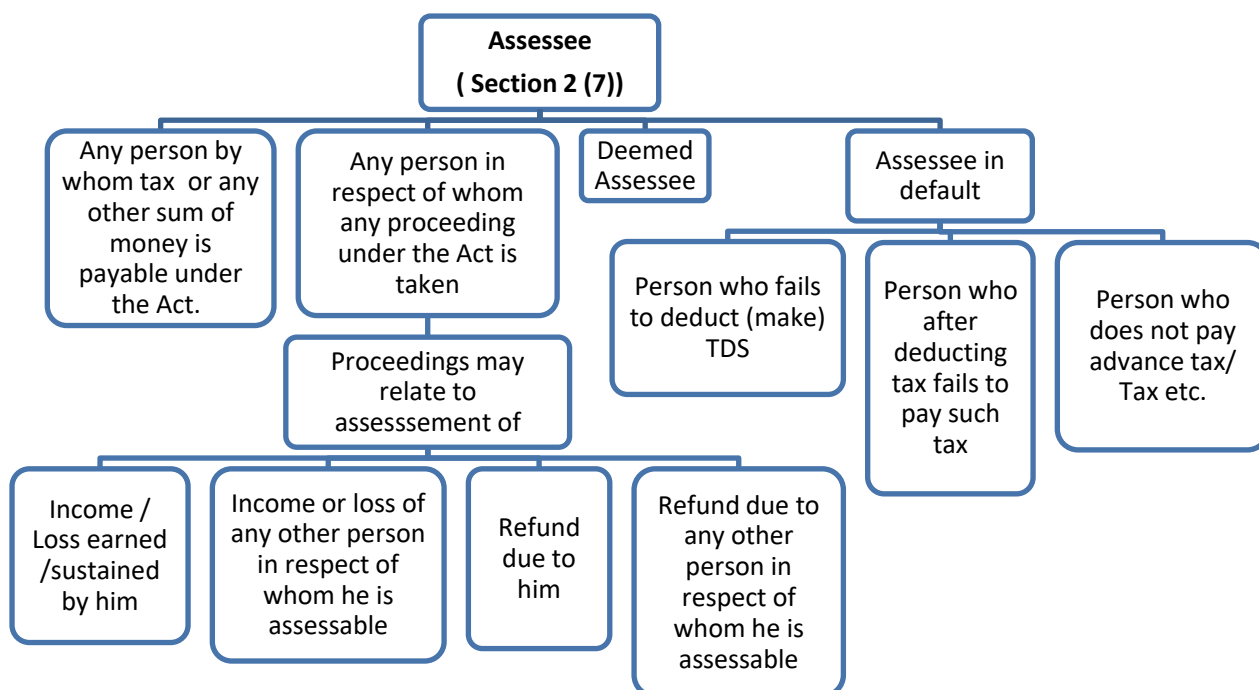 Assessee
( Section 2 (7))
Any person by
whom tax or any
other sum of
money is
payable under
the Act.
Any person in
respect of whom
any proceeding
under the Act is
taken
Deemed
Assessee
Assessee in
default
Person who fails
to deduct (make)
TDS
Person who
after
deducting
tax fails to
pay such
tax
Person who
does not pay
advance tax/
Tax etc.
Proceedings may
relate to
assesssement of
Income /
Loss earned
/sustained
by him
Income or loss of
any other person
in respect of
whom he is
assessable
Refund
due to
him
Refund due to
any other
person in
respect of
whom he is
assessable